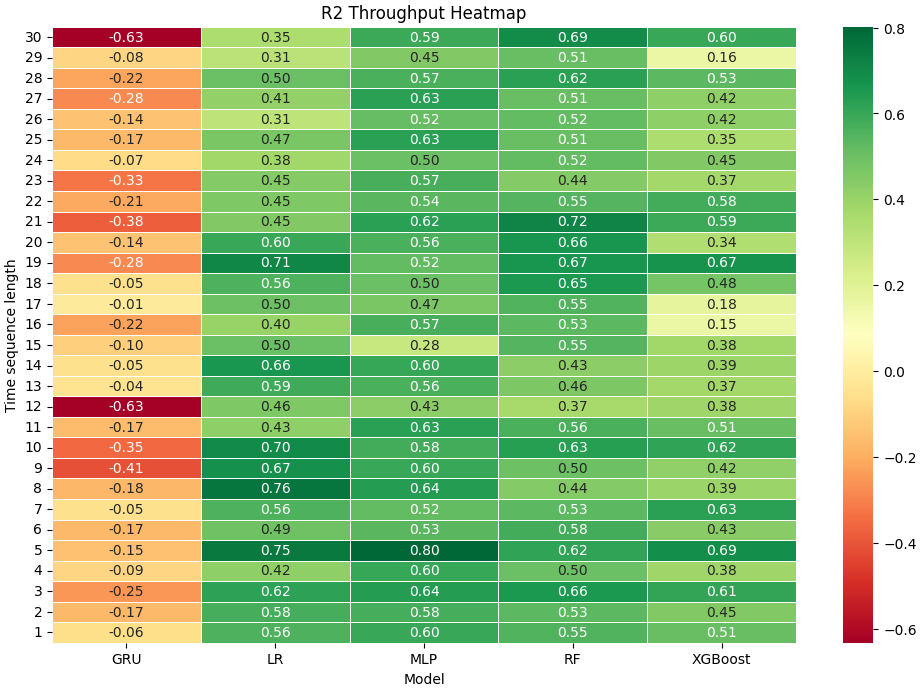 R2 Throughput Heatmap
30 -0.63 0.35 0.59 0.69 0.60
29 -0.08 0.31 0.45 0.51 0.16
28 -0.22 0.50 0.57 0.62 0.53
27 -0.28 0.41 0.63 0.51 0.42
26 -0.14 0.31 0.52 0.52 0.42
25 -0.17 0.47 0.63 0.51 0.35
24 -0.07 0.38 0.50 0.52 0.45
23 -0.33 0.45 0.57 0.44 0.37
22 -0.21 0.45 0.54 0.55 0.58
21 -0.38 0.45 0.62 0.72 0.59
20 -0.14 0.60 0.56 0.66 0.34
19 -0.28 0.71 0.52 0.67 0.67
18 -0.05 0.56 0.50 0.65 0.48
17 -0.01 0.50 0.47 0.55 0.18
16 -0.22 0.40 0.57 0.53 0.15
15 -0.10 0.50 0.28 0.55 0.38
14 -0.05 0.66 0.60 0.43 0.39
13 -0.04 0.59 0.56 0.46 0.37
12 -0.63 0.46 0.43 0.37 0.38
11 -0.17 0.43 0.63 0.56 0.51
10 -0.35 0.70 0.58 0.63 0.62
9 -0.41 0.67 0.60 0.50 0.42
8 -0.18 0.76 0.64 0.44 0.39
7 -0.05 0.56 0.52 0.53 0.63
6 -0.17 0.49 0.53 0.58 0.43
5 -0.15 0.75 0.80 0.62 0.69
4 -0.09 0.42 0.60 0.50 0.38
3 -0.25 0.62 0.64 0.66 0.61
2 -0.17 0.58 0.58 0.53 0.45
1 -0.06 0.56 0.60 0.55 0.51
GRU LR MLP RF XGBoost
Model
Time sequence length
0.8
0.6
0.4
0.2
0.0
−0.2
−0.4
−0.6